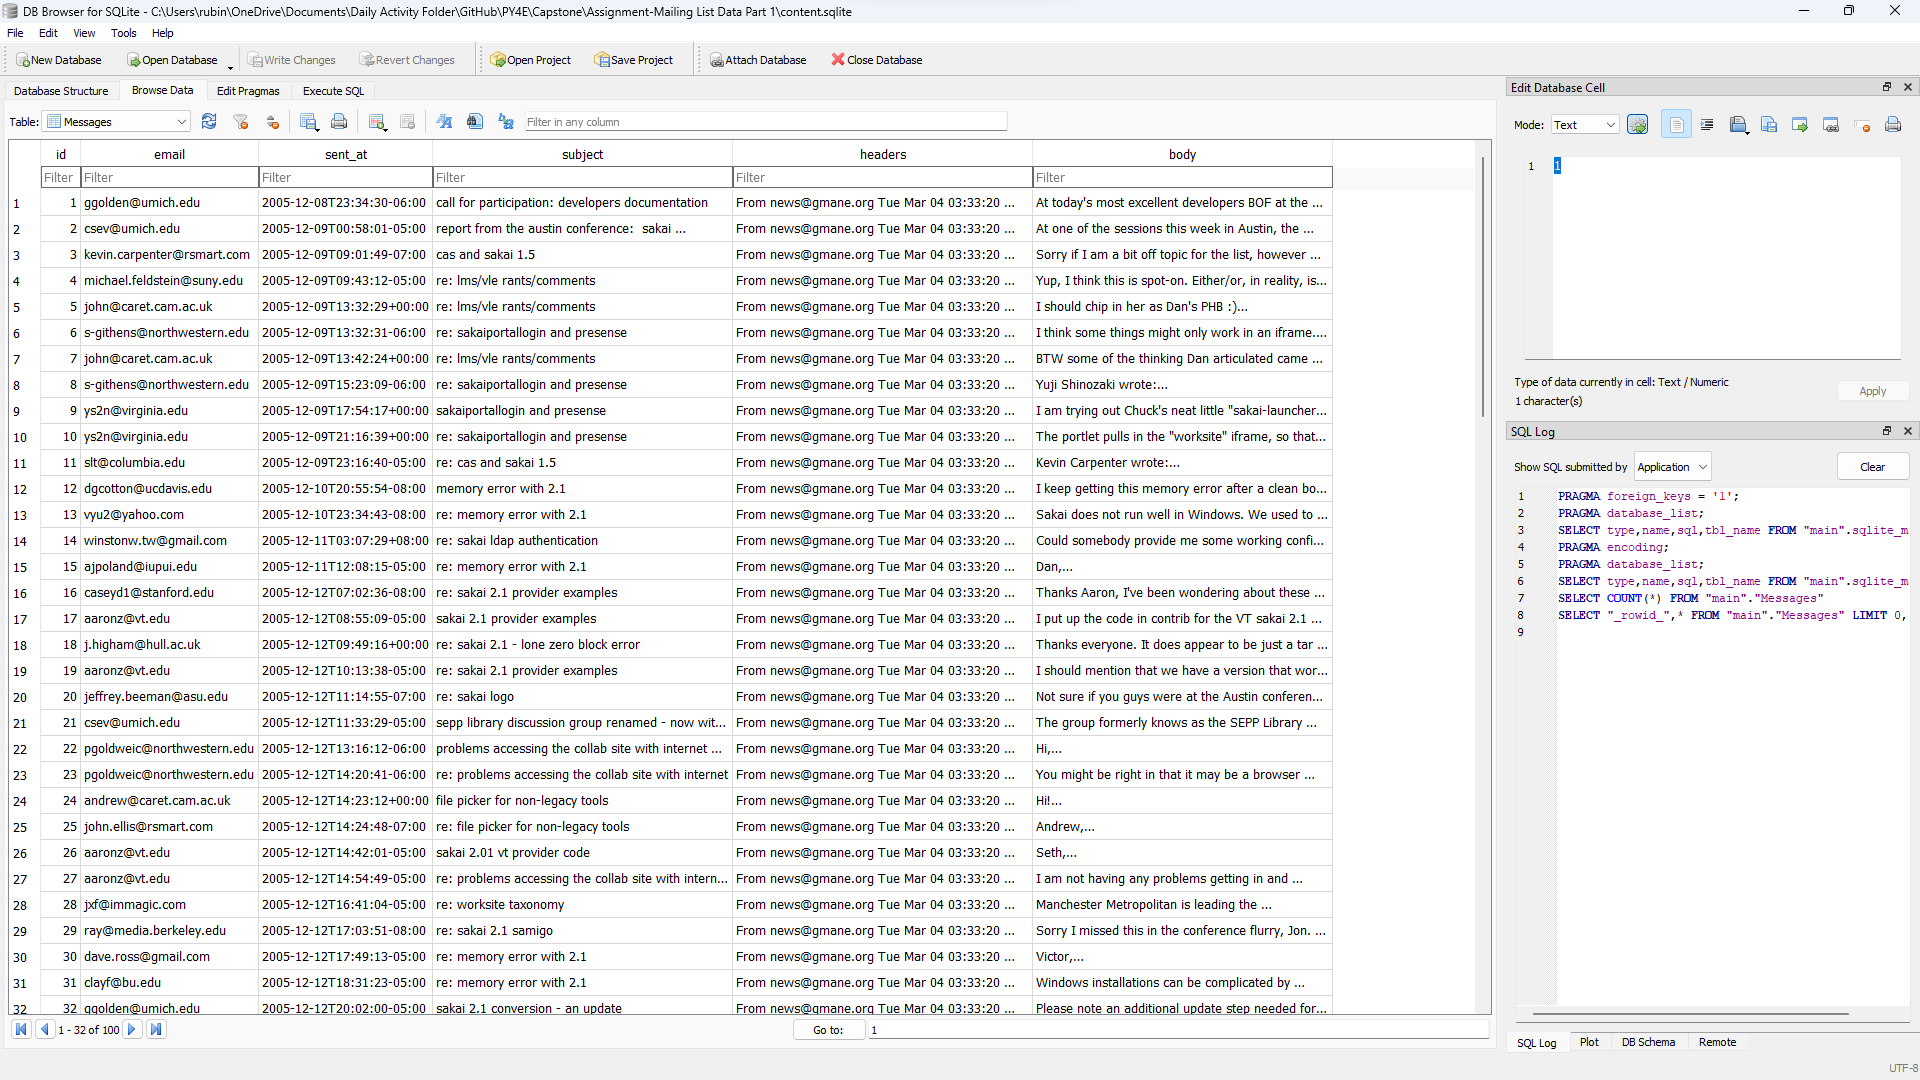 DB Browser for SQLite - C:\Users\rubin\OneDrive\Documents\Daily Activity Folder\GitHub\PY4E\Capstone\Assignment-Mailing List Data Part 1\content.sqlite
File Edit View Tools Help
New Database Open Database Write Changes Revert Changes Open Project Save Project Attach Database Close Database
Database Structure Browse Data Edit Pragmas Execute SQL
Table: Messages Filter in any column
id email sent_at subject headers body
Filter Filter Filter Filter Filter Filter
1 1 ggolden@umich.edu 2005-12-08T23:34:30-06:00 call for participation: developers documentation From news@gmane.org Tue Mar 04 03:33:20 ... At today's most excellent developers BOF at the ...
2 2 csev@umich.edu 2005-12-09T00:58:01-05:00 report from the austin conference: sakai ... From news@gmane.org Tue Mar 04 03:33:20 ... At one of the sessions this week in Austin, the ...
3 3 kevin.carpenter@rsmart.com 2005-12-09T09:01:49-07:00 cas and sakai 1.5 From news@gmane.org Tue Mar 04 03:33:20 ... Sorry if I am a bit off topic for the list, however ...
4 4 michael.feldstein@suny.edu 2005-12-09T09:43:12-05:00 re: lms/vle rants/comments From news@gmane.org Tue Mar 04 03:33:20 ... Yup, I think this is spot-on. Either/or, in reality, is...
5 5 john@caret.cam.ac.uk 2005-12-09T13:32:29+00:00 re: lms/vle rants/comments From news@gmane.org Tue Mar 04 03:33:20 ... I should chip in her as Dan's PHB :)...
6 6 s-githens@northwestern.edu 2005-12-09T13:32:31-06:00 re: sakaiportallogin and presense From news@gmane.org Tue Mar 04 03:33:20 ... I think some things might only work in an iframe....
7 7 john@caret.cam.ac.uk 2005-12-09T13:42:24+00:00 re: lms/vle rants/comments From news@gmane.org Tue Mar 04 03:33:20 ... BTW some of the thinking Dan articulated came ...
8 8 s-githens@northwestern.edu 2005-12-09T15:23:09-06:00 re: sakaiportallogin and presense From news@gmane.org Tue Mar 04 03:33:20 ... Yuji Shinozaki wrote:...
9 9 ys2n@virginia.edu 2005-12-09T17:54:17+00:00 sakaiportallogin and presense From news@gmane.org Tue Mar 04 03:33:20 ... I am trying out Chuck's neat little "sakai-launcher...
10 10 ys2n@virginia.edu 2005-12-09T21:16:39+00:00 re: sakaiportallogin and presense From news@gmane.org Tue Mar 04 03:33:20 ... The portlet pulls in the "worksite" iframe, so that...
11 11 slt@columbia.edu 2005-12-09T23:16:40-05:00 re: cas and sakai 1.5 From news@gmane.org Tue Mar 04 03:33:20 ... Kevin Carpenter wrote:...
12 12 dgcotton@ucdavis.edu 2005-12-10T20:55:54-08:00 memory error with 2.1 From news@gmane.org Tue Mar 04 03:33:20 ... I keep getting this memory error after a clean bo...
13 13 vyu2@yahoo.com 2005-12-10T23:34:43-08:00 re: memory error with 2.1 From news@gmane.org Tue Mar 04 03:33:20 ... Sakai does not run well in Windows. We used to ...
14 14 winstonw.tw@gmail.com 2005-12-11T03:07:29+08:00 re: sakai ldap authentication From news@gmane.org Tue Mar 04 03:33:20 ... Could somebody provide me some working confi...
15 15 ajpoland@iupui.edu 2005-12-11T12:08:15-05:00 re: memory error with 2.1 From news@gmane.org Tue Mar 04 03:33:20 ... Dan,...
16 16 caseyd1@stanford.edu 2005-12-12T07:02:36-08:00 re: sakai 2.1 provider examples From news@gmane.org Tue Mar 04 03:33:20 ... Thanks Aaron, I've been wondering about these ...
17 17 aaronz@vt.edu 2005-12-12T08:55:09-05:00 sakai 2.1 provider examples From news@gmane.org Tue Mar 04 03:33:20 ... I put up the code in contrib for the VT sakai 2.1 ...
18 18 j.higham@hull.ac.uk 2005-12-12T09:49:16+00:00 re: sakai 2.1 - lone zero block error From news@gmane.org Tue Mar 04 03:33:20 ... Thanks everyone. It does appear to be just a tar ...
19 19 aaronz@vt.edu 2005-12-12T10:13:38-05:00 re: sakai 2.1 provider examples From news@gmane.org Tue Mar 04 03:33:20 ... I should mention that we have a version that wor...
20 20 jeffrey.beeman@asu.edu 2005-12-12T11:14:55-07:00 re: sakai logo From news@gmane.org Tue Mar 04 03:33:20 ... Not sure if you guys were at the Austin conferen...
21 21 csev@umich.edu 2005-12-12T11:33:29-05:00 sepp library discussion group renamed - now wit... From news@gmane.org Tue Mar 04 03:33:20 ... The group formerly knows as the SEPP Library ...
22 22 pgoldweic@northwestern.edu 2005-12-12T13:16:12-06:00 problems accessing the collab site with internet ... From news@gmane.org Tue Mar 04 03:33:20 ... Hi,...
23 23 pgoldweic@northwestern.edu 2005-12-12T14:20:41-06:00 re: problems accessing the collab site with internet From news@gmane.org Tue Mar 04 03:33:20 ... You might be right in that it may be a browser ...
24 24 andrew@caret.cam.ac.uk 2005-12-12T14:23:12+00:00 file picker for non-legacy tools From news@gmane.org Tue Mar 04 03:33:20 ... Hi!...
25 25 john.ellis@rsmart.com 2005-12-12T14:24:48-07:00 re: file picker for non-legacy tools From news@gmane.org Tue Mar 04 03:33:20 ... Andrew,...
26 26 aaronz@vt.edu 2005-12-12T14:42:01-05:00 sakai 2.01 vt provider code From news@gmane.org Tue Mar 04 03:33:20 ... Seth,...
27 27 aaronz@vt.edu 2005-12-12T14:54:49-05:00 re: problems accessing the collab site with intern... From news@gmane.org Tue Mar 04 03:33:20 ... I am not having any problems getting in and ...
28 28 jxf@immagic.com 2005-12-12T16:41:04-05:00 re: worksite taxonomy From news@gmane.org Tue Mar 04 03:33:20 ... Manchester Metropolitan is leading the ...
29 29 ray@media.berkeley.edu 2005-12-12T17:03:51-08:00 re: sakai 2.1 samigo From news@gmane.org Tue Mar 04 03:33:20 ... Sorry I missed this in the conference flurry, Jon. ...
30 30 dave.ross@gmail.com 2005-12-12T17:49:13-05:00 re: memory error with 2.1 From news@gmane.org Tue Mar 04 03:33:20 ... Victor,...
31 31 clayf@bu.edu 2005-12-12T18:31:23-05:00 re: memory error with 2.1 From news@gmane.org Tue Mar 04 03:33:20 ... Windows installations can be complicated by ...
32 32 ggolden@umich.edu 2005-12-12T20:02:00-05:00 sakai 2.1 conversion - an update From news@gmane.org Tue Mar 04 03:33:20 ... Please note an additional update step needed for...
1 - 32 of 100 Go to: 1
Edit Database Cell
Mode: Text
1 1
Type of data currently in cell: Text / Numeric
1 character(s)
Apply
SQL Log
Show SQL submitted by Application Clear
1 PRAGMA foreign_keys = '1';
2 PRAGMA database_list;
3 SELECT type,name,sql,tbl_name FROM "main".sqlite_m
4 PRAGMA encoding;
5 PRAGMA database_list;
6 SELECT type,name,sql,tbl_name FROM "main".sqlite_m
7 SELECT COUNT(*) FROM "main"."Messages"
8 SELECT "_rowid_",* FROM "main"."Messages" LIMIT 0,
9
SQL Log Plot DB Schema Remote
UTF-8